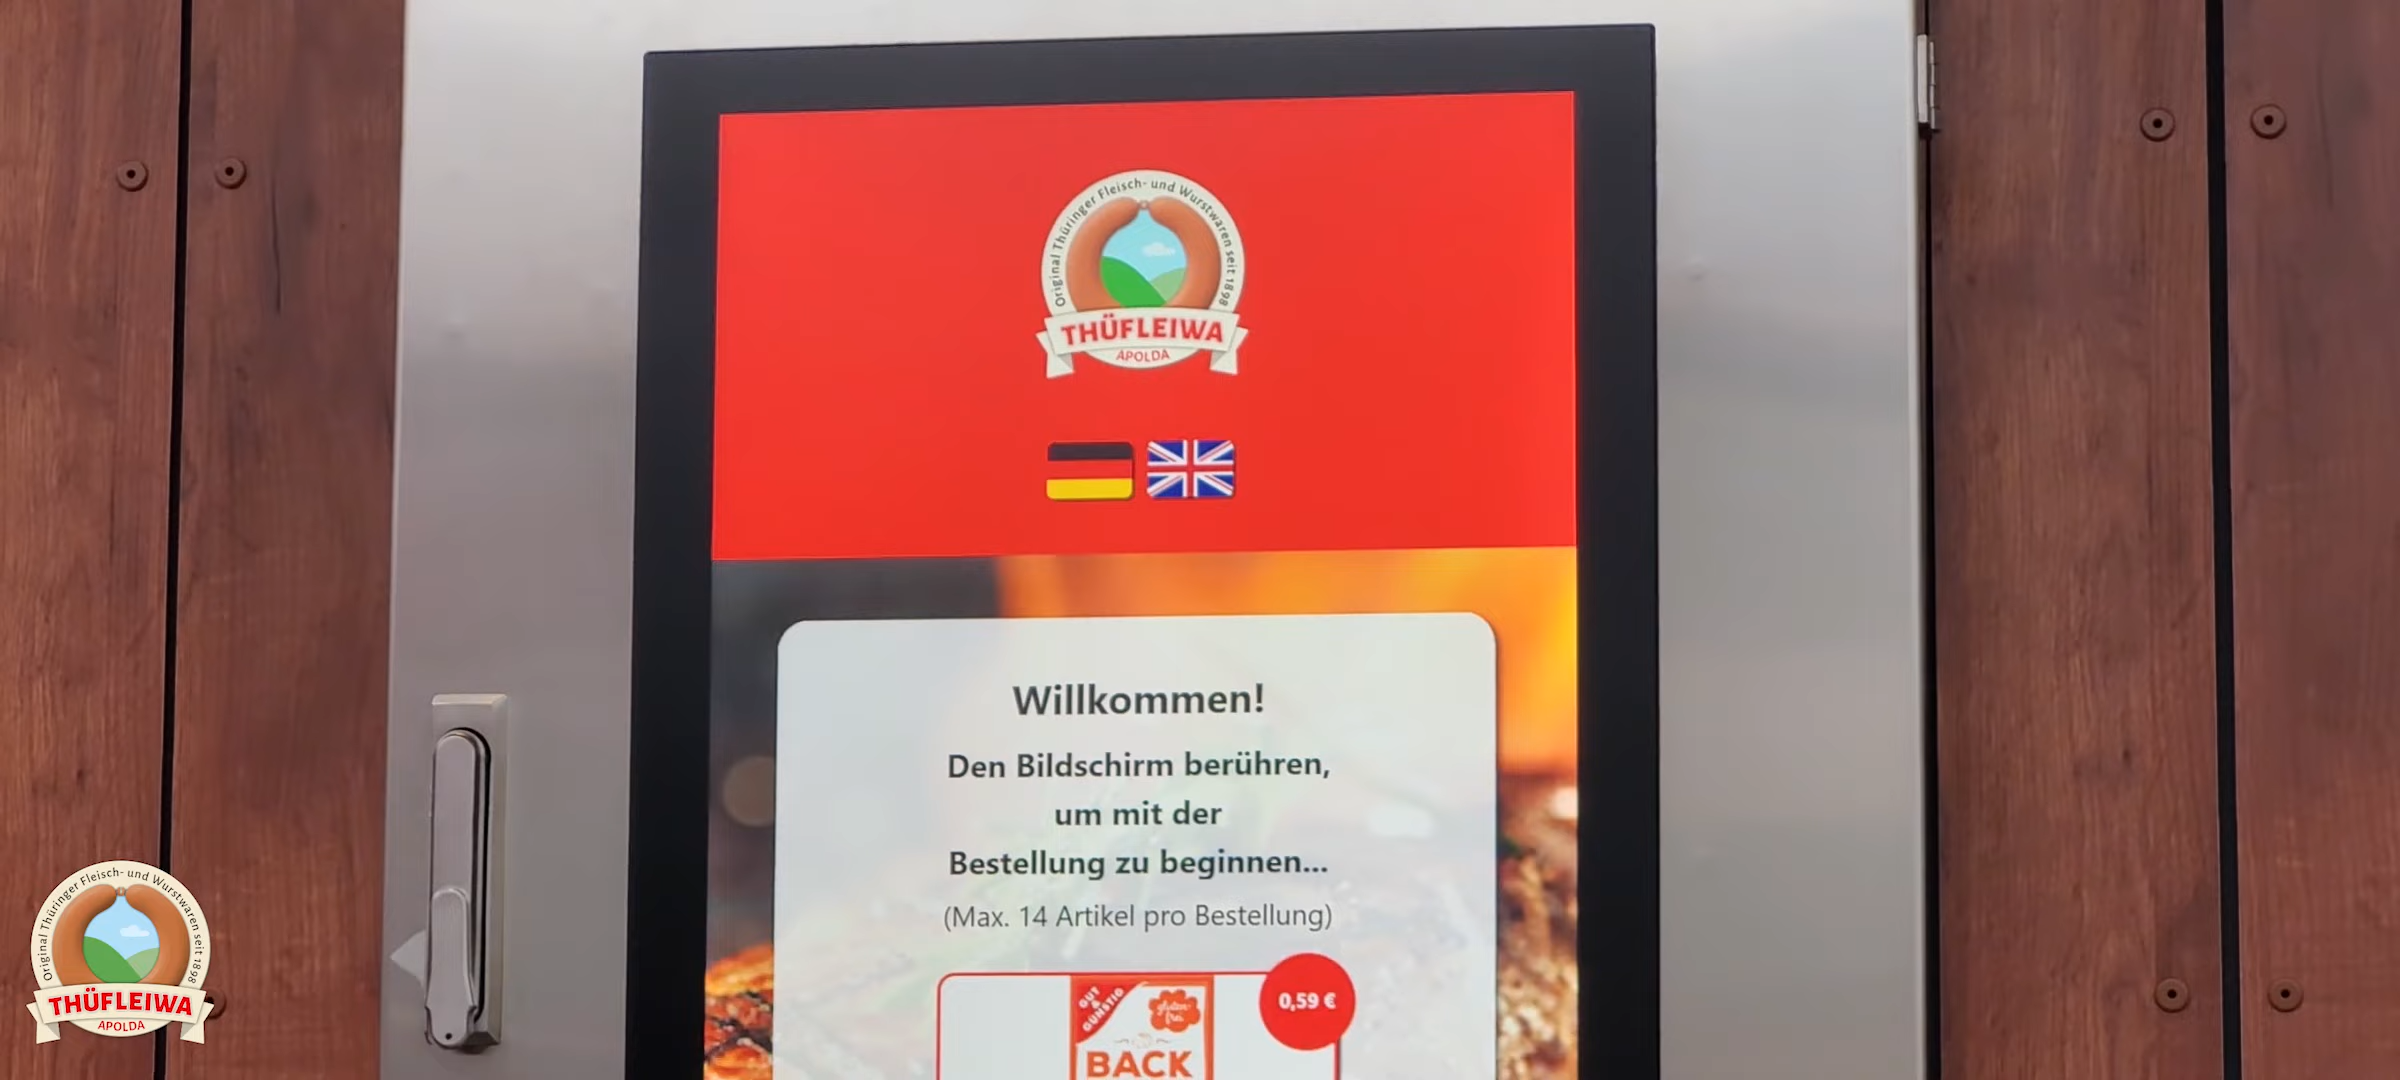 Original Thüringer Fleisch- und Wurstwaren seit 1898
THÜFLEIWA
APOLDA
Willkommen!
Den Bildschirm berühren,
um mit der
Bestellung zu beginnen...
(Max. 14 Artikel pro Bestellung)
GUT & GÜNSTIG
gluten-
frei
0,59 €
BACK
Original Thüringer Fleisch- und Wurstwaren seit 1898
THÜFLEIWA
APOLDA